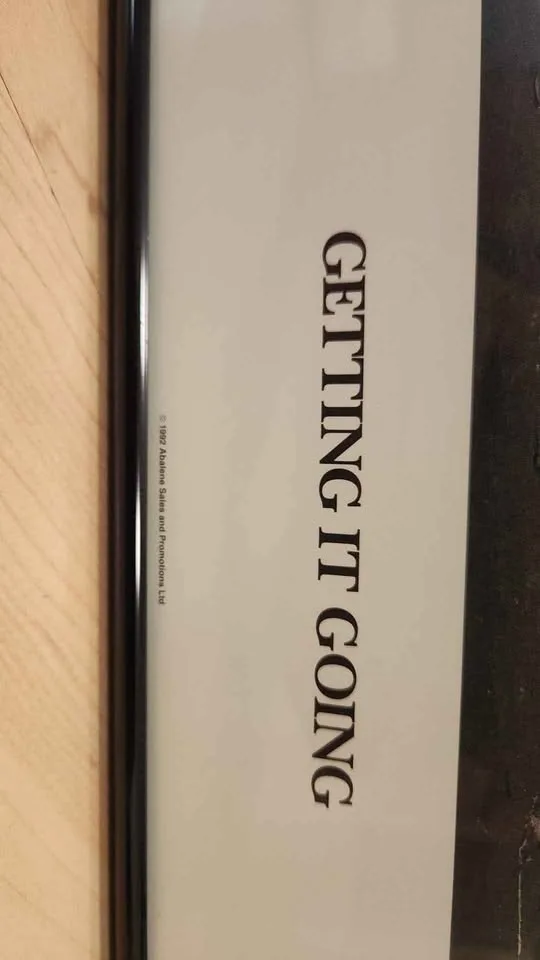 GETTING IT GOING
© 1992 Abalene Sales and Promotions Ltd